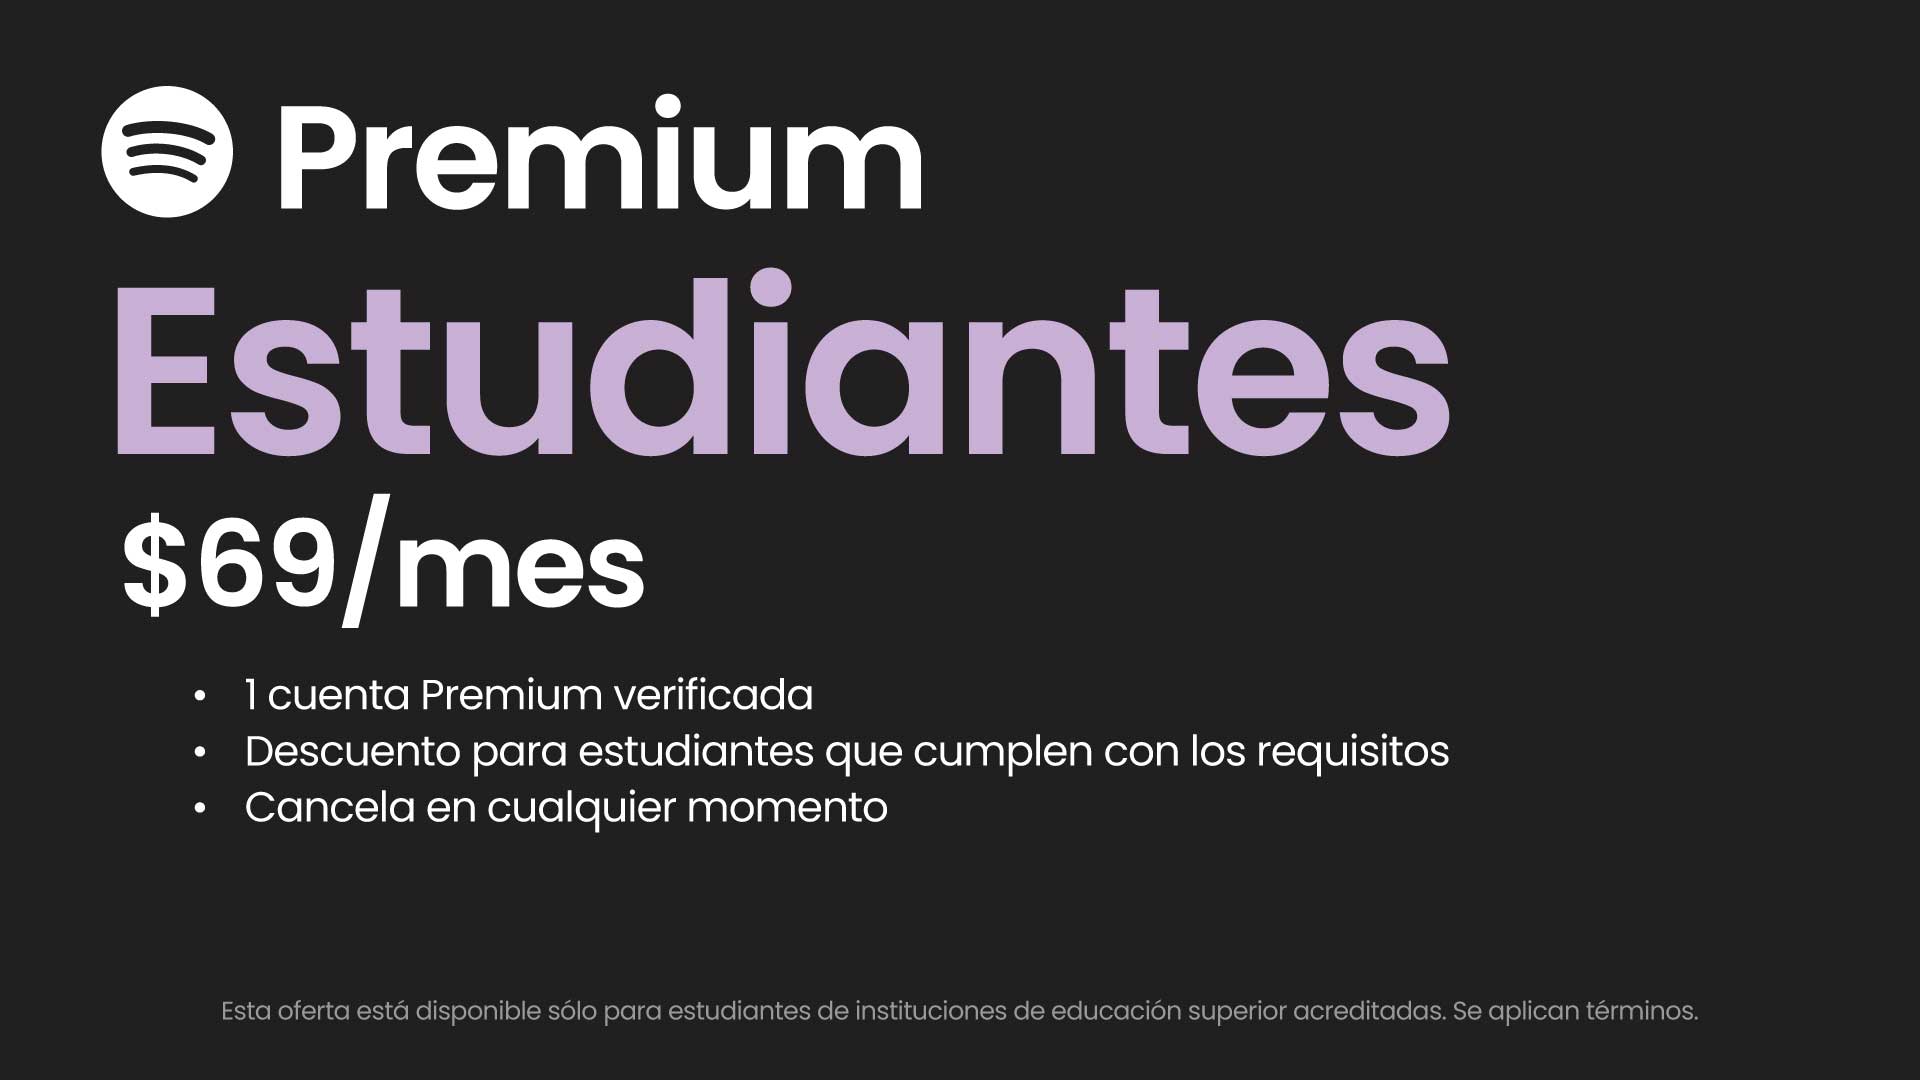 Premium
Estudiantes
$69/mes
• 1 cuenta Premium verificada
• Descuento para estudiantes que cumplen con los requisitos
• Cancela en cualquier momento
Esta oferta está disponible sólo para estudiantes de instituciones de educación superior acreditadas. Se aplican términos.